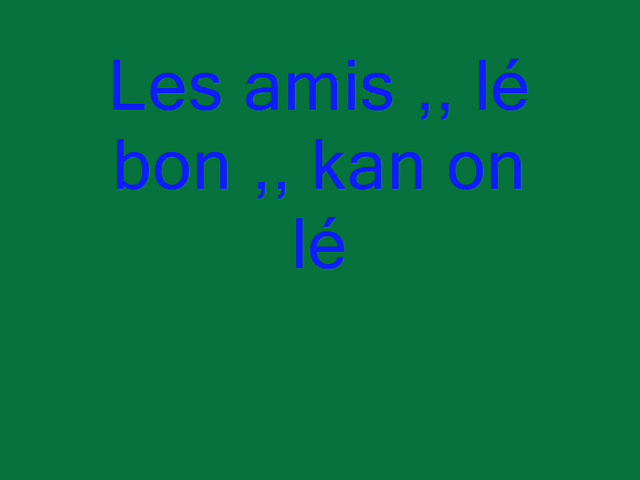 Les amis ,, lé
bon ,, kan on
lé